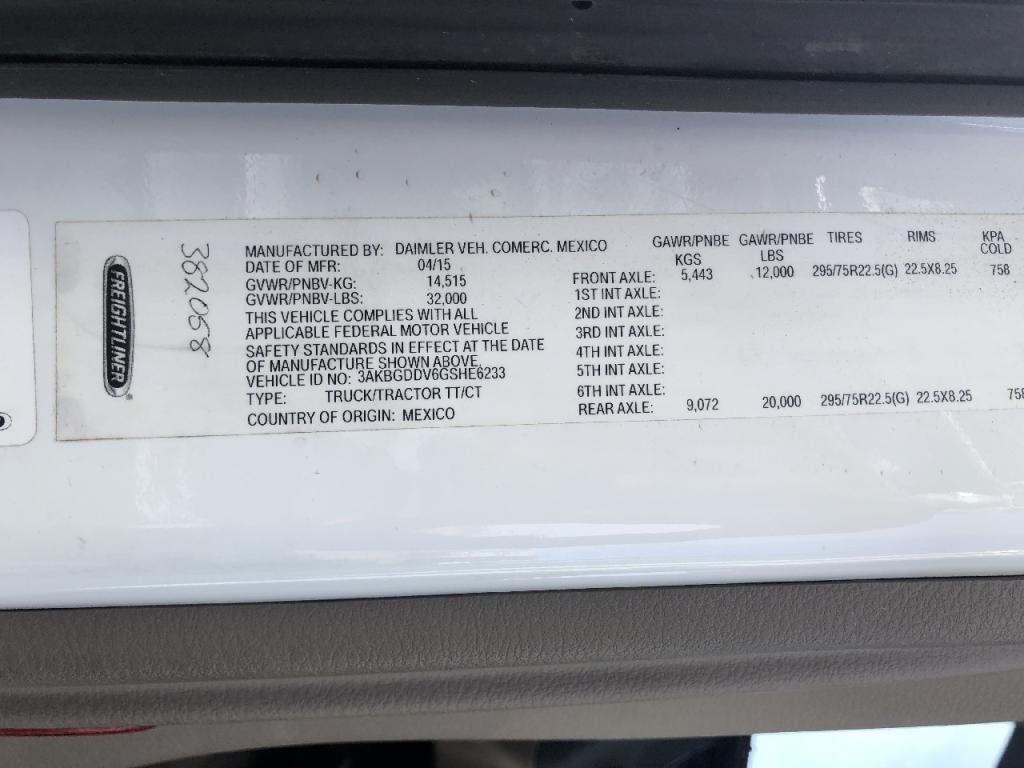 FREIGHTLINER
382058
MANUFACTURED BY: DAIMLER VEH. COMERC. MEXICO
DATE OF MFR: 04/15
GVWR/PNBV-KG: 14,515
GVWR/PNBV-LBS: 32,000
THIS VEHICLE COMPLIES WITH ALL
APPLICABLE FEDERAL MOTOR VEHICLE
SAFETY STANDARDS IN EFFECT AT THE DATE
OF MANUFACTURE SHOWN ABOVE.
VEHICLE ID NO: 3AKBGDDV6GSHE6233
TYPE: TRUCK/TRACTOR TT/CT
COUNTRY OF ORIGIN: MEXICO
GAWR/PNBE GAWR/PNBE TIRES RIMS KPA
KGS LBS COLD
FRONT AXLE: 5,443 12,000 295/75R22.5(G) 22.5X8.25 758
1ST INT AXLE:
2ND INT AXLE:
3RD INT AXLE:
4TH INT AXLE:
5TH INT AXLE:
6TH INT AXLE:
REAR AXLE: 9,072 20,000 295/75R22.5(G) 22.5X8.25 758